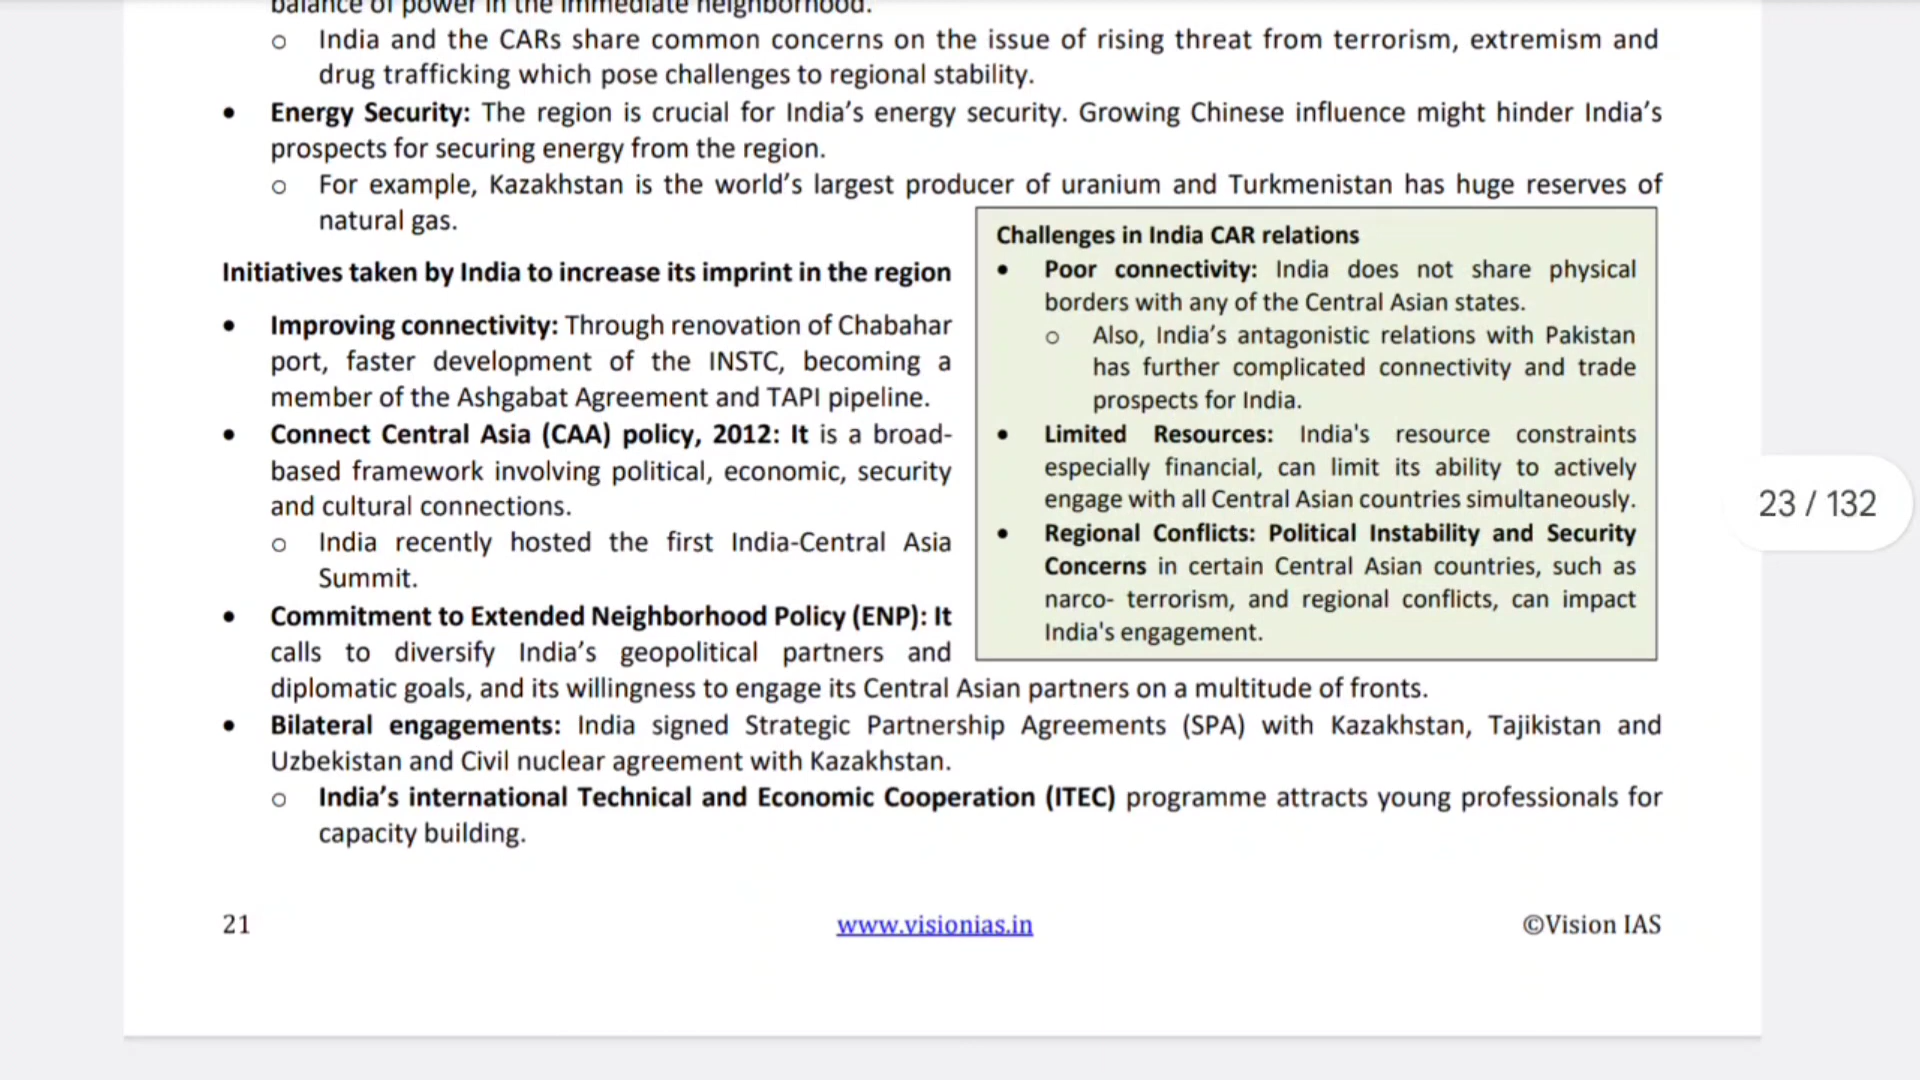 balance of power in the immediate neighborhood.
o India and the CARs share common concerns on the issue of rising threat from terrorism, extremism and
drug trafficking which pose challenges to regional stability.
• Energy Security: The region is crucial for India's energy security. Growing Chinese influence might hinder India's
prospects for securing energy from the region.
o For example, Kazakhstan is the world's largest producer of uranium and Turkmenistan has huge reserves of
natural gas.
Initiatives taken by India to increase its imprint in the region
• Improving connectivity: Through renovation of Chabahar
port, faster development of the INSTC, becoming a
member of the Ashgabat Agreement and TAPI pipeline.
• Connect Central Asia (CAA) policy, 2012: It is a broad-
based framework involving political, economic, security
and cultural connections.
o India recently hosted the first India-Central Asia
Summit.
• Commitment to Extended Neighborhood Policy (ENP): It
calls to diversify India's geopolitical partners and
diplomatic goals, and its willingness to engage its Central Asian partners on a multitude of fronts.
• Bilateral engagements: India signed Strategic Partnership Agreements (SPA) with Kazakhstan, Tajikistan and
Uzbekistan and Civil nuclear agreement with Kazakhstan.
o India's international Technical and Economic Cooperation (ITEC) programme attracts young professionals for
capacity building.
Challenges in India CAR relations
• Poor connectivity: India does not share physical
borders with any of the Central Asian states.
o Also, India's antagonistic relations with Pakistan
has further complicated connectivity and trade
prospects for India.
• Limited Resources: India's resource constraints
especially financial, can limit its ability to actively
engage with all Central Asian countries simultaneously.
• Regional Conflicts: Political Instability and Security
Concerns in certain Central Asian countries, such as
narco- terrorism, and regional conflicts, can impact
India's engagement.
23 / 132
21
www.visionias.in
©Vision IAS